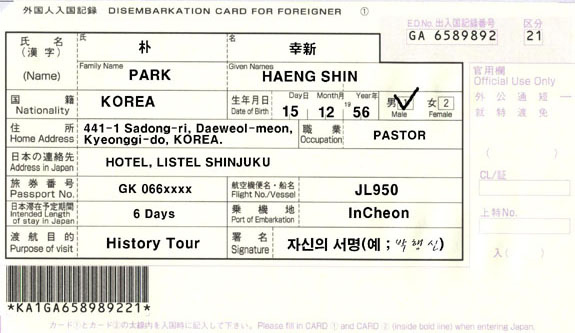 外国人入国記録 DISEMBARKATION CARD FOR FOREIGNER ①
E.D.No. 出入国記録番号 区分
GA 6589892 21
氏 名 (漢字) 氏 朴 名 幸新
(Name) Family Name PARK Given Names HAENG SHIN
国 籍 Nationality KOREA 生年月日 Date of Birth Day日 15 Month月 12 Year年 19 56 男 1 Male 女 2 Female
住 所 Home Address 441-1 Sadong-ri, Daeweol-meon,
Kyeonggi-do, KOREA. 職 業 Occupation PASTOR
日本の連絡先 Address in Japan HOTEL, LISTEL SHINJUKU
旅券番号 Passport No. GK 066xxxx 航空機便名・船名 Flight No./Vessel JL950
日本滞在予定期間 Intended Length of stay in Japan 6 Days 乗 機 地 Port of Embarkation InCheon
渡航目的 Purpose of visit History Tour 署 名 Signature 자신의 서명(예 ; 박행신)
官用欄
Official Use Only
外 公 通 短 一
就 特 渡 免
( )
CL/証
上特No.
入( )
*KA1GA658989221*
カード①とカード②の太線内を入国時に記入して下さい。 Please fill in CARD ① and CARD ② (inside bold line) when entering Japan.